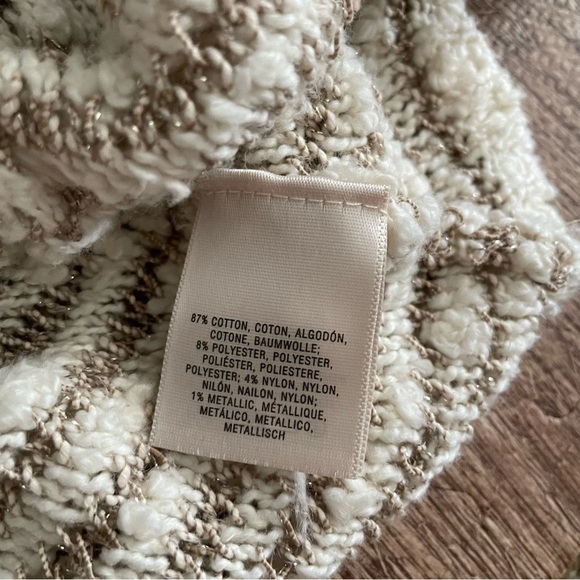 87% COTTON, COTON, ALGODÓN,
COTONE, BAUMWOLLE;
8% POLYESTER, POLYESTER,
POLIÉSTER, POLIESTERE,
POLYESTER; 4% NYLON, NYLON,
NILÓN, NAILON, NYLON;
1% METALLIC, MÉTALLIQUE,
METÁLICO, METALLICO,
METALLISCH